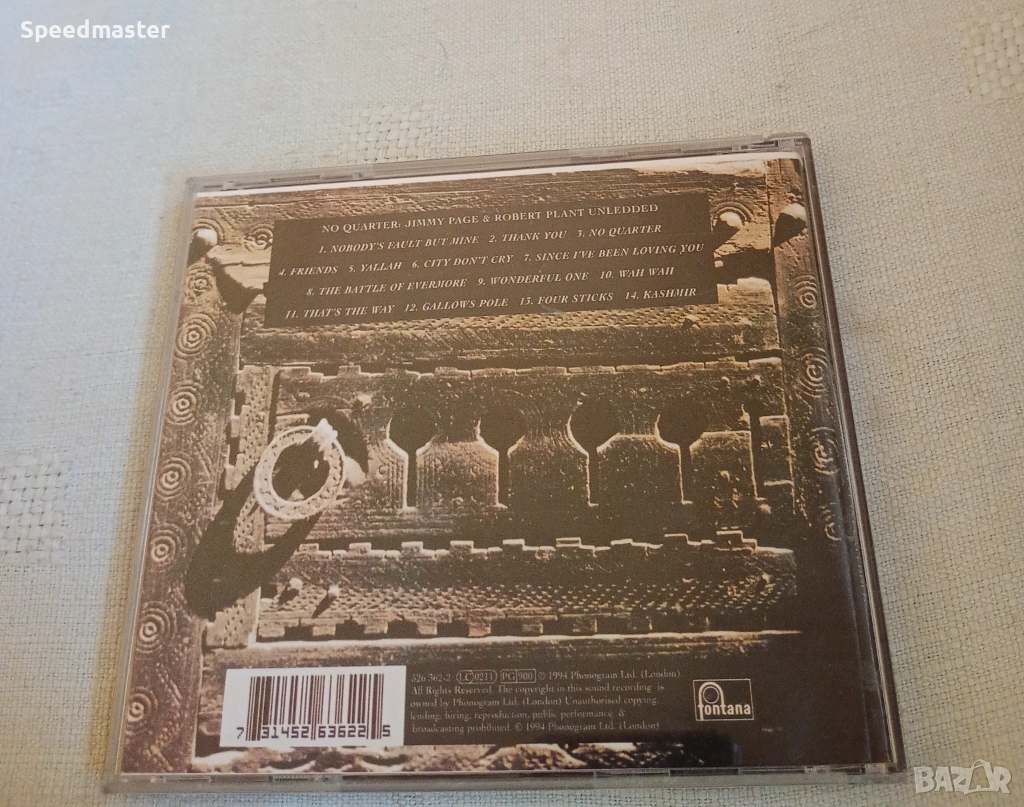 Speedmaster
NO QUARTER: JIMMY PAGE & ROBERT PLANT UNLEDDED
1. NOBODY'S FAULT BUT MINE 2. THANK YOU 3. NO QUARTER
4. FRIENDS 5. YALLAH 6. CITY DON'T CRY 7. SINCE I'VE BEEN LOVING YOU
8. THE BATTLE OF EVERMORE 9. WONDERFUL ONE 10. WAH WAH
11. THAT'S THE WAY 12. GALLOWS POLE 13. FOUR STICKS 14. KASHMIR
526 362-2 LC 0211 PG 900 ℗ 1994 Phonogram Ltd. (London)
All Rights Reserved. The copyright in this sound recording is
owned by Phonogram Ltd. (London) Unauthorised copying,
lending, hiring, reproduction, public performance &
broadcasting prohibited. © 1994 Phonogram Ltd. (London)
fontana
7 31452 63622 5
BAZAR